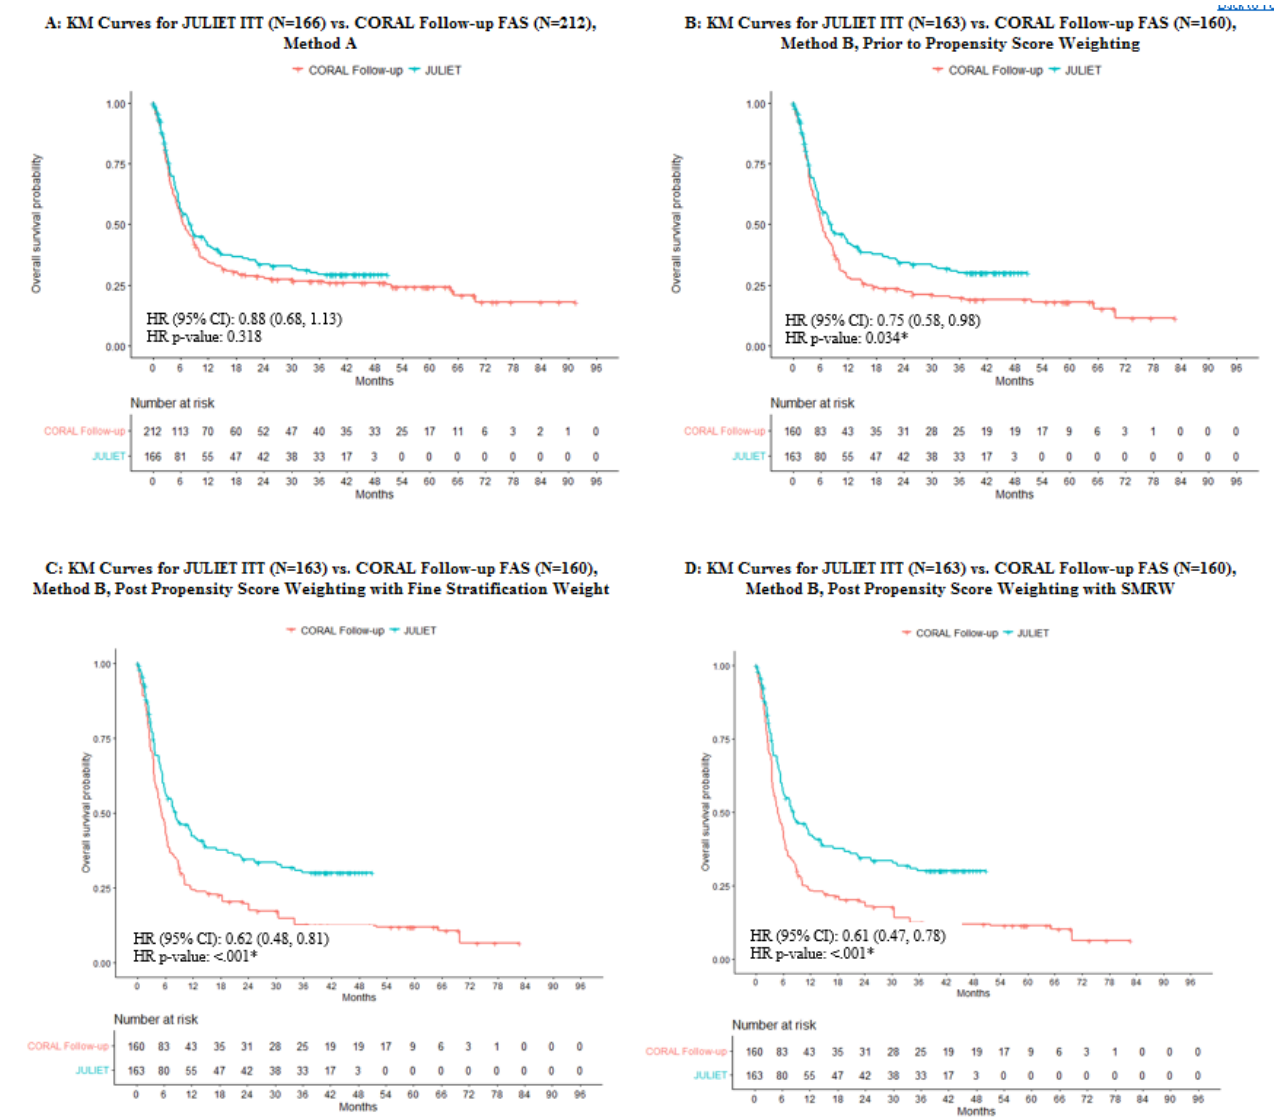 A: KM Curves for JULIET ITT (N=166) vs. CORAL Follow-up FAS (N=212),
Method A
CORAL Follow-up JULIET
1.00
0.75
0.50
0.25
0.00
Overall survival probability
HR (95% CI): 0.88 (0.68, 1.13)
HR p-value: 0.318
0 6 12 18 24 30 36 42 48 54 60 66 72 78 84 90 96
Months
Number at risk
CORAL Follow-up 212 113 70 60 52 47 40 35 33 25 17 11 6 3 2 1 0
JULIET 166 81 55 47 42 38 33 17 3 0 0 0 0 0 0 0 0
0 6 12 18 24 30 36 42 48 54 60 66 72 78 84 90 96
Months
B: KM Curves for JULIET ITT (N=163) vs. CORAL Follow-up FAS (N=160),
Method B, Prior to Propensity Score Weighting
CORAL Follow-up JULIET
1.00
0.75
0.50
0.25
0.00
Overall survival probability
HR (95% CI): 0.75 (0.58, 0.98)
HR p-value: 0.034*
0 6 12 18 24 30 36 42 48 54 60 66 72 78 84 90 96
Months
Number at risk
CORAL Follow-up 160 83 43 35 31 28 25 19 19 17 9 6 3 1 0 0 0
JULIET 163 80 55 47 42 38 33 17 3 0 0 0 0 0 0 0 0
0 6 12 18 24 30 36 42 48 54 60 66 72 78 84 90 96
Months
C: KM Curves for JULIET ITT (N=163) vs. CORAL Follow-up FAS (N=160),
Method B, Post Propensity Score Weighting with Fine Stratification Weight
CORAL Follow-up JULIET
1.00
0.75
0.50
0.25
0.00
Overall survival probability
HR (95% CI): 0.62 (0.48, 0.81)
HR p-value: <.001*
0 6 12 18 24 30 36 42 48 54 60 66 72 78 84 90 96
Months
Number at risk
CORAL Follow-up 160 83 43 35 31 28 25 19 19 17 9 6 3 1 0 0 0
JULIET 163 80 55 47 42 38 33 17 3 0 0 0 0 0 0 0 0
0 6 12 18 24 30 36 42 48 54 60 66 72 78 84 90 96
Months
D: KM Curves for JULIET ITT (N=163) vs. CORAL Follow-up FAS (N=160),
Method B, Post Propensity Score Weighting with SMRW
CORAL Follow-up JULIET
1.00
0.75
0.50
0.25
0.00
Overall survival probability
HR (95% CI): 0.61 (0.47, 0.78)
HR p-value: <.001*
0 6 12 18 24 30 36 42 48 54 60 66 72 78 84 90 96
Months
Number at risk
CORAL Follow-up 160 83 43 35 31 28 25 19 19 17 9 6 3 1 0 0 0
JULIET 163 80 55 47 42 38 33 17 3 0 0 0 0 0 0 0 0
0 6 12 18 24 30 36 42 48 54 60 66 72 78 84 90 96
Months